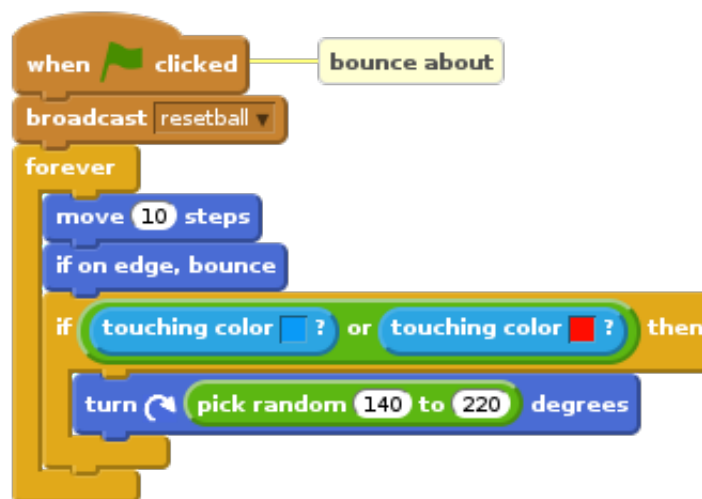 when clicked bounce about
broadcast resetball
forever
move 10 steps
if on edge, bounce
if touching color ? or touching color ? then
turn pick random 140 to 220 degrees